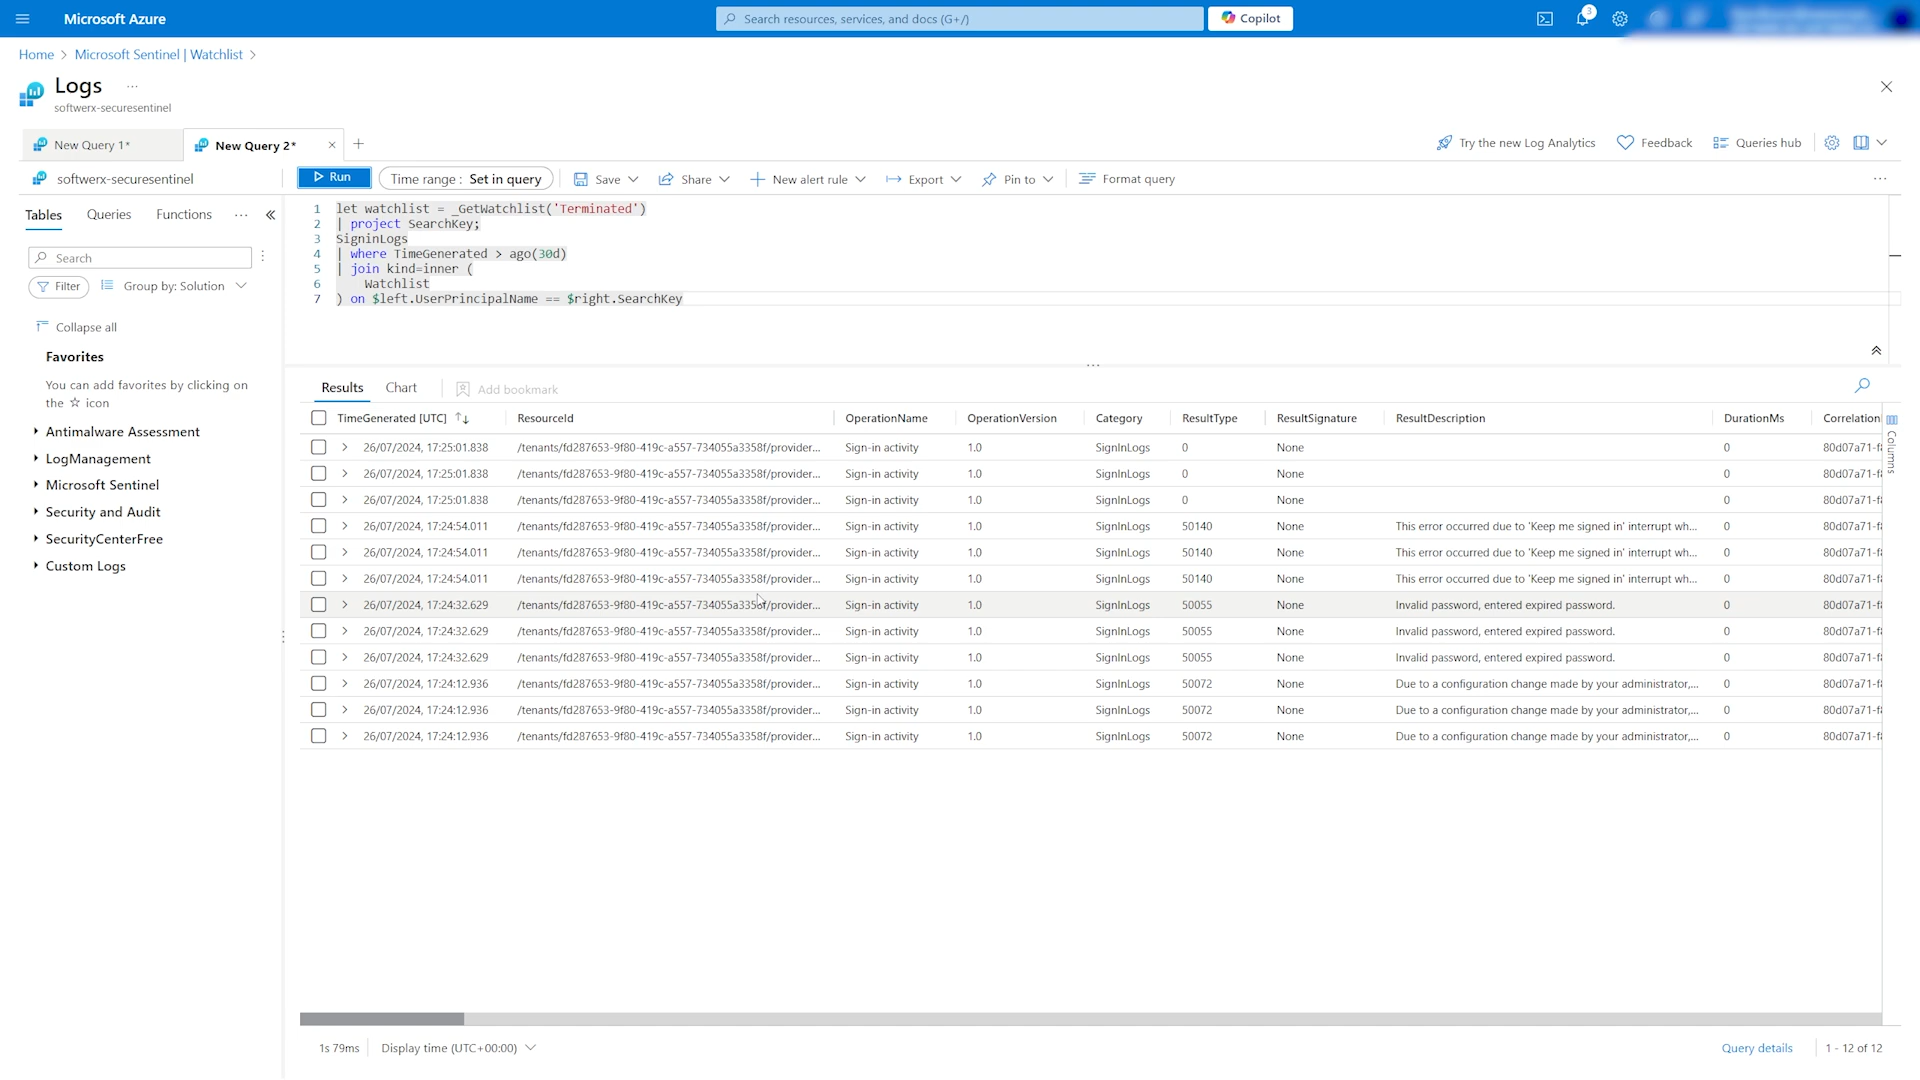 Microsoft Azure
Search resources, services, and docs (G+/)
Copilot
3
Home > Microsoft Sentinel | Watchlist >
Logs ...
softwerx-securesentinel
New Query 1*
New Query 2*
Try the new Log Analytics
Feedback
Queries hub
softwerx-securesentinel
Run
Time range : Set in query
Save
Share
New alert rule
Export
Pin to
Format query
...
Tables
Queries
Functions
...
Search
Filter
Group by: Solution
Collapse all
Favorites
You can add favorites by clicking on
the ☆ icon
Antimalware Assessment
LogManagement
Microsoft Sentinel
Security and Audit
SecurityCenterFree
Custom Logs
1 let watchlist = _GetWatchlist('Terminated')
2 | project SearchKey;
3 SigninLogs
4 | where TimeGenerated > ago(30d)
5 | join kind=inner (
6 Watchlist
7 ) on $left.UserPrincipalName == $right.SearchKey
Results
Chart
Add bookmark
TimeGenerated [UTC] ResourceId OperationName OperationVersion Category ResultType ResultSignature ResultDescription DurationMs Correlation
Columns
26/07/2024, 17:25:01.838 /tenants/fd287653-9f80-419c-a557-734055a3358f/provider... Sign-in activity 1.0 SignInLogs 0 None 0 80d07a71-f
26/07/2024, 17:25:01.838 /tenants/fd287653-9f80-419c-a557-734055a3358f/provider... Sign-in activity 1.0 SignInLogs 0 None 0 80d07a71-f
26/07/2024, 17:25:01.838 /tenants/fd287653-9f80-419c-a557-734055a3358f/provider... Sign-in activity 1.0 SignInLogs 0 None 0 80d07a71-f
26/07/2024, 17:24:54.011 /tenants/fd287653-9f80-419c-a557-734055a3358f/provider... Sign-in activity 1.0 SignInLogs 50140 None This error occurred due to 'Keep me signed in' interrupt wh... 0 80d07a71-f
26/07/2024, 17:24:54.011 /tenants/fd287653-9f80-419c-a557-734055a3358f/provider... Sign-in activity 1.0 SignInLogs 50140 None This error occurred due to 'Keep me signed in' interrupt wh... 0 80d07a71-f
26/07/2024, 17:24:54.011 /tenants/fd287653-9f80-419c-a557-734055a3358f/provider... Sign-in activity 1.0 SignInLogs 50140 None This error occurred due to 'Keep me signed in' interrupt wh... 0 80d07a71-f
26/07/2024, 17:24:32.629 /tenants/fd287653-9f80-419c-a557-734055a3358f/provider... Sign-in activity 1.0 SignInLogs 50055 None Invalid password, entered expired password. 0 80d07a71-f
26/07/2024, 17:24:32.629 /tenants/fd287653-9f80-419c-a557-734055a3358f/provider... Sign-in activity 1.0 SignInLogs 50055 None Invalid password, entered expired password. 0 80d07a71-f
26/07/2024, 17:24:32.629 /tenants/fd287653-9f80-419c-a557-734055a3358f/provider... Sign-in activity 1.0 SignInLogs 50055 None Invalid password, entered expired password. 0 80d07a71-f
26/07/2024, 17:24:12.936 /tenants/fd287653-9f80-419c-a557-734055a3358f/provider... Sign-in activity 1.0 SignInLogs 50072 None Due to a configuration change made by your administrator,... 0 80d07a71-f
26/07/2024, 17:24:12.936 /tenants/fd287653-9f80-419c-a557-734055a3358f/provider... Sign-in activity 1.0 SignInLogs 50072 None Due to a configuration change made by your administrator,... 0 80d07a71-f
26/07/2024, 17:24:12.936 /tenants/fd287653-9f80-419c-a557-734055a3358f/provider... Sign-in activity 1.0 SignInLogs 50072 None Due to a configuration change made by your administrator,... 0 80d07a71-f
1s 79ms
Display time (UTC+00:00)
Query details
1 - 12 of 12